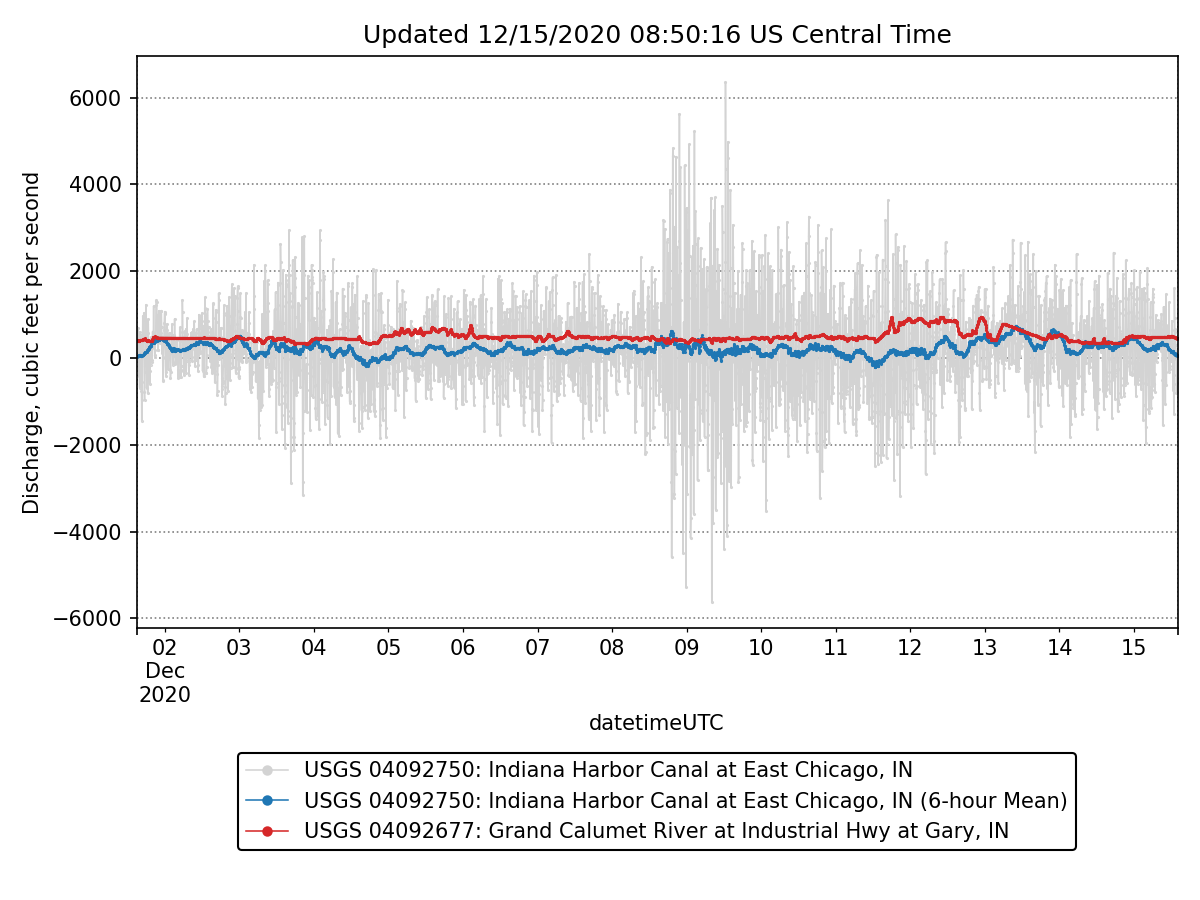 Updated 12/15/2020 08:50:16 US Central Time
Discharge, cubic feet per second
6000
4000
2000
0
−2000
−4000
−6000
02 03 04 05 06 07 08 09 10 11 12 13 14 15
Dec
2020
datetimeUTC
USGS 04092750: Indiana Harbor Canal at East Chicago, IN
USGS 04092750: Indiana Harbor Canal at East Chicago, IN (6-hour Mean)
USGS 04092677: Grand Calumet River at Industrial Hwy at Gary, IN